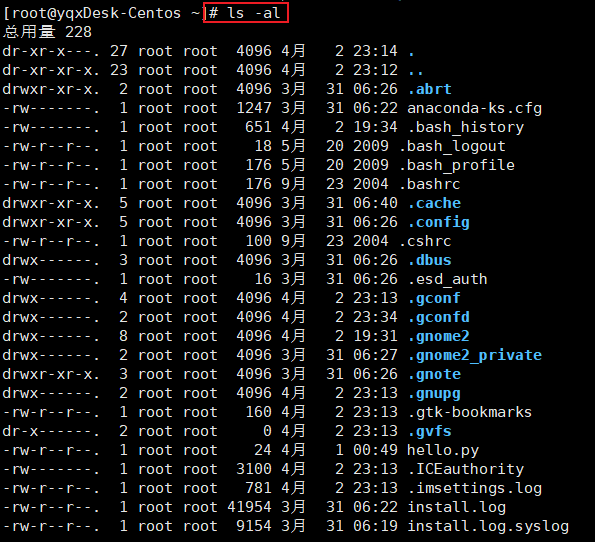 [root@yqxDesk-Centos ~]# ls -al
总用量 228
dr-xr-x---. 27 root root  4096 4月   2 23:14 .
dr-xr-xr-x. 23 root root  4096 4月   2 23:12 ..
drwxr-xr-x.  2 root root  4096 3月  31 06:26 .abrt
-rw-------.  1 root root  1247 3月  31 06:22 anaconda-ks.cfg
-rw-------.  1 root root   651 4月   2 19:34 .bash_history
-rw-r--r--.  1 root root    18 5月  20 2009 .bash_logout
-rw-r--r--.  1 root root   176 5月  20 2009 .bash_profile
-rw-r--r--.  1 root root   176 9月  23 2004 .bashrc
drwxr-xr-x.  5 root root  4096 3月  31 06:40 .cache
drwxr-xr-x.  5 root root  4096 3月  31 06:26 .config
-rw-r--r--.  1 root root   100 9月  23 2004 .cshrc
drwx------.  3 root root  4096 3月  31 06:26 .dbus
-rw-------.  1 root root    16 3月  31 06:26 .esd_auth
drwx------.  4 root root  4096 4月   2 23:13 .gconf
drwx------.  2 root root  4096 4月   2 23:34 .gconfd
drwx------.  8 root root  4096 4月   2 19:31 .gnome2
drwx------.  2 root root  4096 3月  31 06:27 .gnome2_private
drwxr-xr-x.  3 root root  4096 3月  31 06:26 .gnote
drwx------.  2 root root  4096 4月   2 23:13 .gnupg
-rw-r--r--.  1 root root   160 4月   2 23:13 .gtk-bookmarks
dr-x------.  2 root root     0 4月   2 23:13 .gvfs
-rw-r--r--.  1 root root    24 4月   1 00:49 hello.py
-rw-------.  1 root root  3100 4月   2 23:13 .ICEauthority
-rw-r--r--.  1 root root   781 4月   2 23:13 .imsettings.log
-rw-r--r--.  1 root root 41954 3月  31 06:22 install.log
-rw-r--r--.  1 root root  9154 3月  31 06:19 install.log.syslog